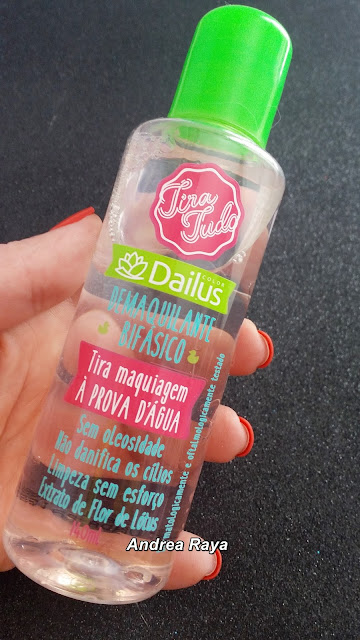 Tira
Tudo
Dailus
COLOR
DEMAQUILANTE
BIFÁSICO
Tira maquiagem
À PROVA D'ÁGUA
Sem oleosidade
Não danifica os cílios
Limpeza sem esforço
Extrato de Flor de Lótus
140ml
matologicamente e oftalmologicamente testado
Andrea Raya